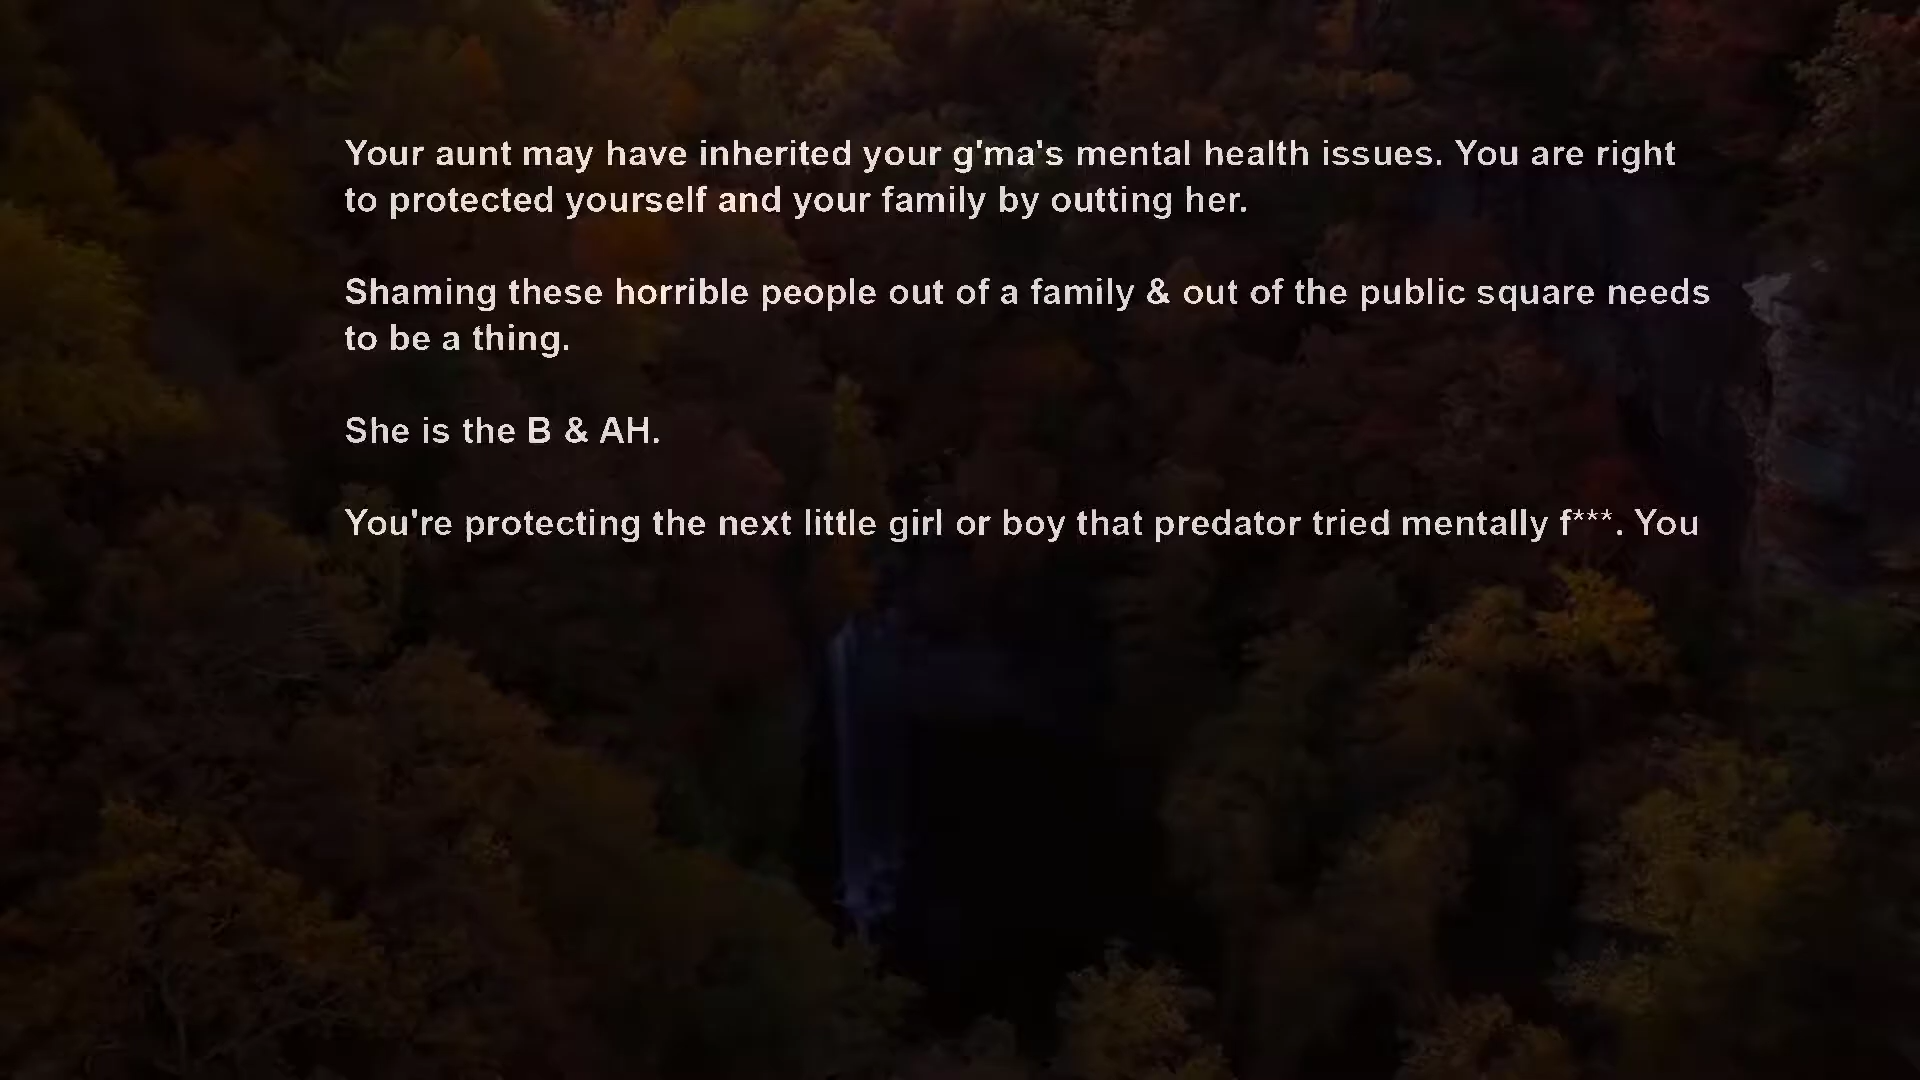 Your aunt may have inherited your g'ma's mental health issues. You are right
to protected yourself and your family by outting her.
Shaming these horrible people out of a family & out of the public square needs
to be a thing.
She is the B & AH.
You're protecting the next little girl or boy that predator tried mentally f***. You